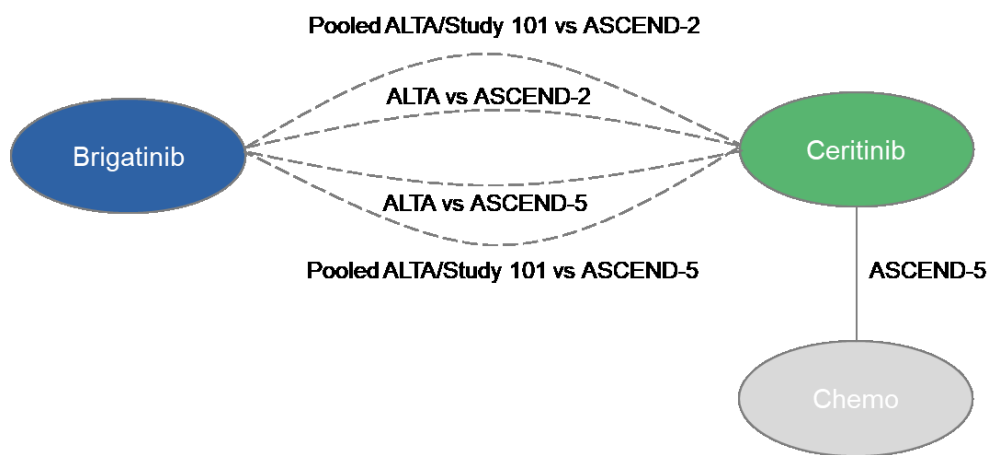 Pooled ALTA/Study 101 vs ASCEND-2
ALTA vs ASCEND-2
Brigatinib
Ceritinib
ALTA vs ASCEND-5
Pooled ALTA/Study 101 vs ASCEND-5
ASCEND-5
Chemo